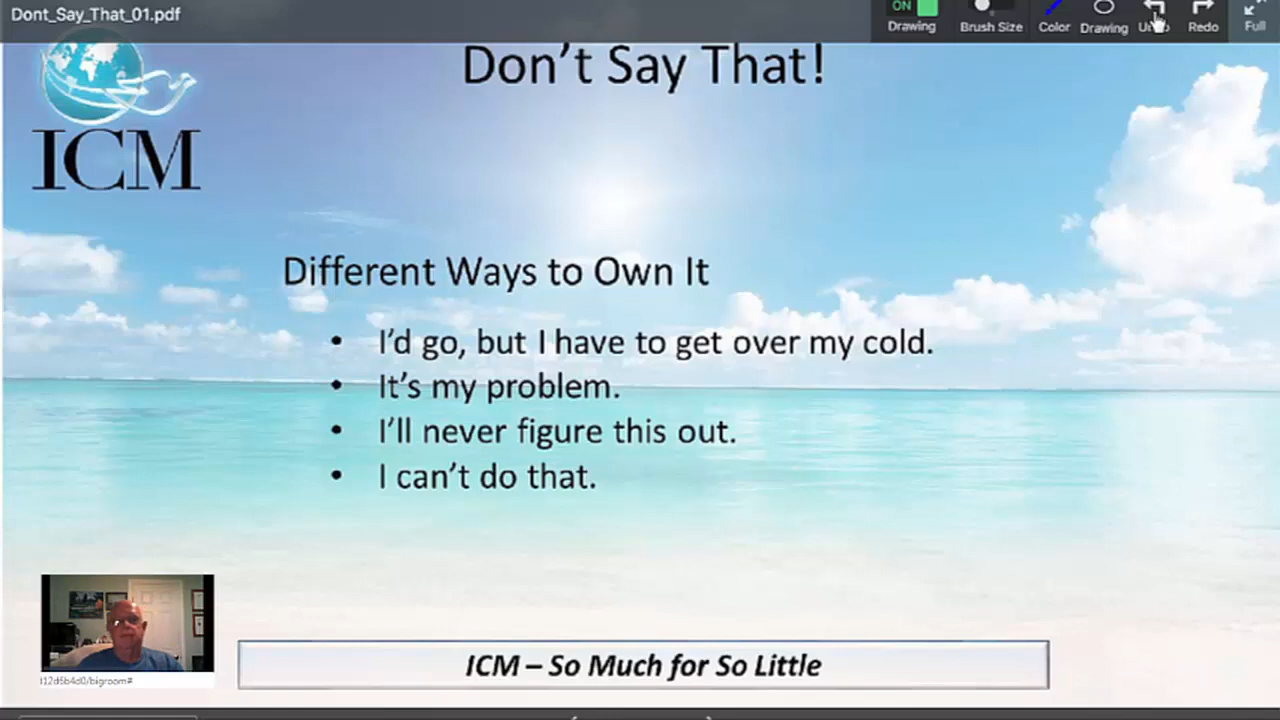 Dont_Say_That_01.pdf
ON
Drawing
Brush Size
Color
Drawing
Redo
Full
Don't Say That!
ICM
Different Ways to Own It
• I'd go, but I have to get over my cold.
• It's my problem.
• I'll never figure this out.
• I can't do that.
ICM – So Much for So Little